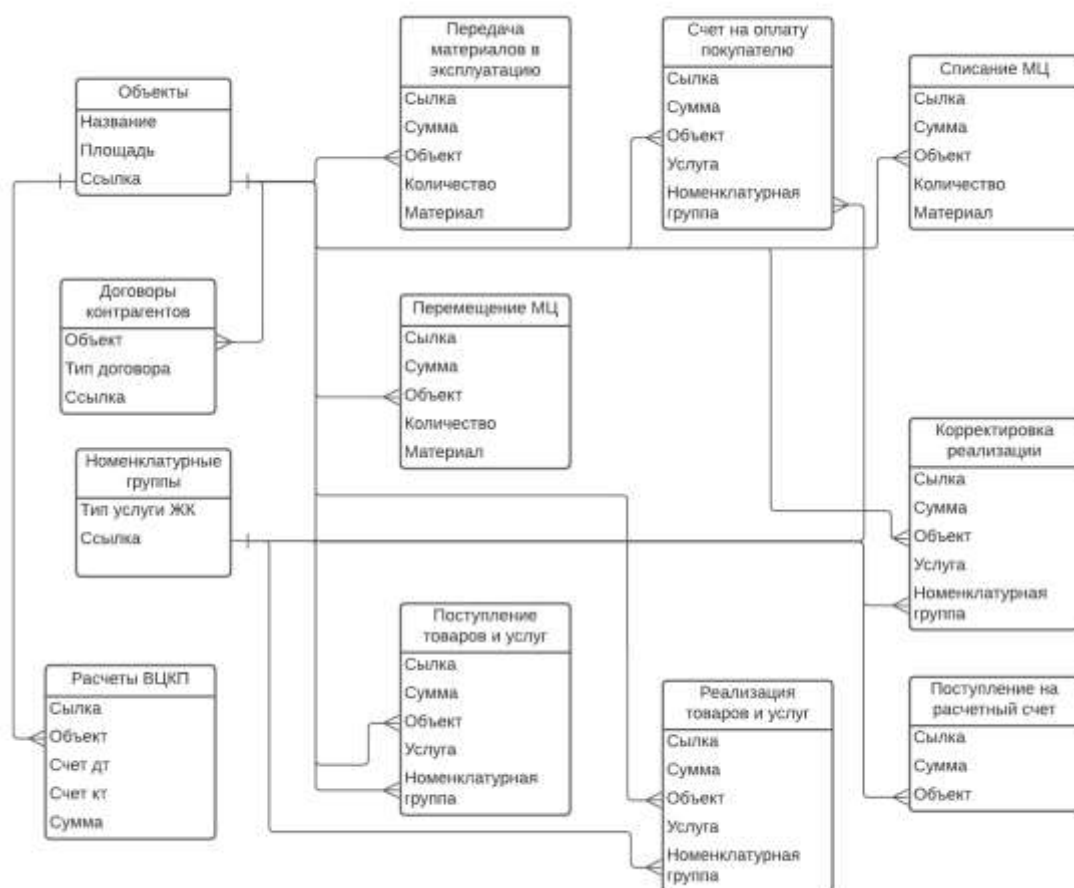 Объекты
Название
Площадь
Ссылка
Передача
материалов в
эксплуатацию
Сылка
Сумма
Объект
Количество
Материал
Счет на оплату
покупателю
Сылка
Сумма
Объект
Услуга
Номенклатурная
группа
Списание МЦ
Сылка
Сумма
Объект
Количество
Материал
Договоры
контрагентов
Объект
Тип договора
Ссылка
Перемещение МЦ
Сылка
Сумма
Объект
Количество
Материал
Номенклатурные
группы
Тип услуги ЖК
Ссылка
Корректировка
реализации
Сылка
Сумма
Объект
Услуга
Номенклатурная
группа
Расчеты ВЦКП
Сылка
Объект
Счет дт
Счет кт
Сумма
Поступление
товаров и услуг
Сылка
Сумма
Объект
Услуга
Номенклатурная
группа
Реализация
товаров и услуг
Сылка
Сумма
Объект
Услуга
Номенклатурная
группа
Поступление на
расчетный счет
Сылка
Сумма
Объект